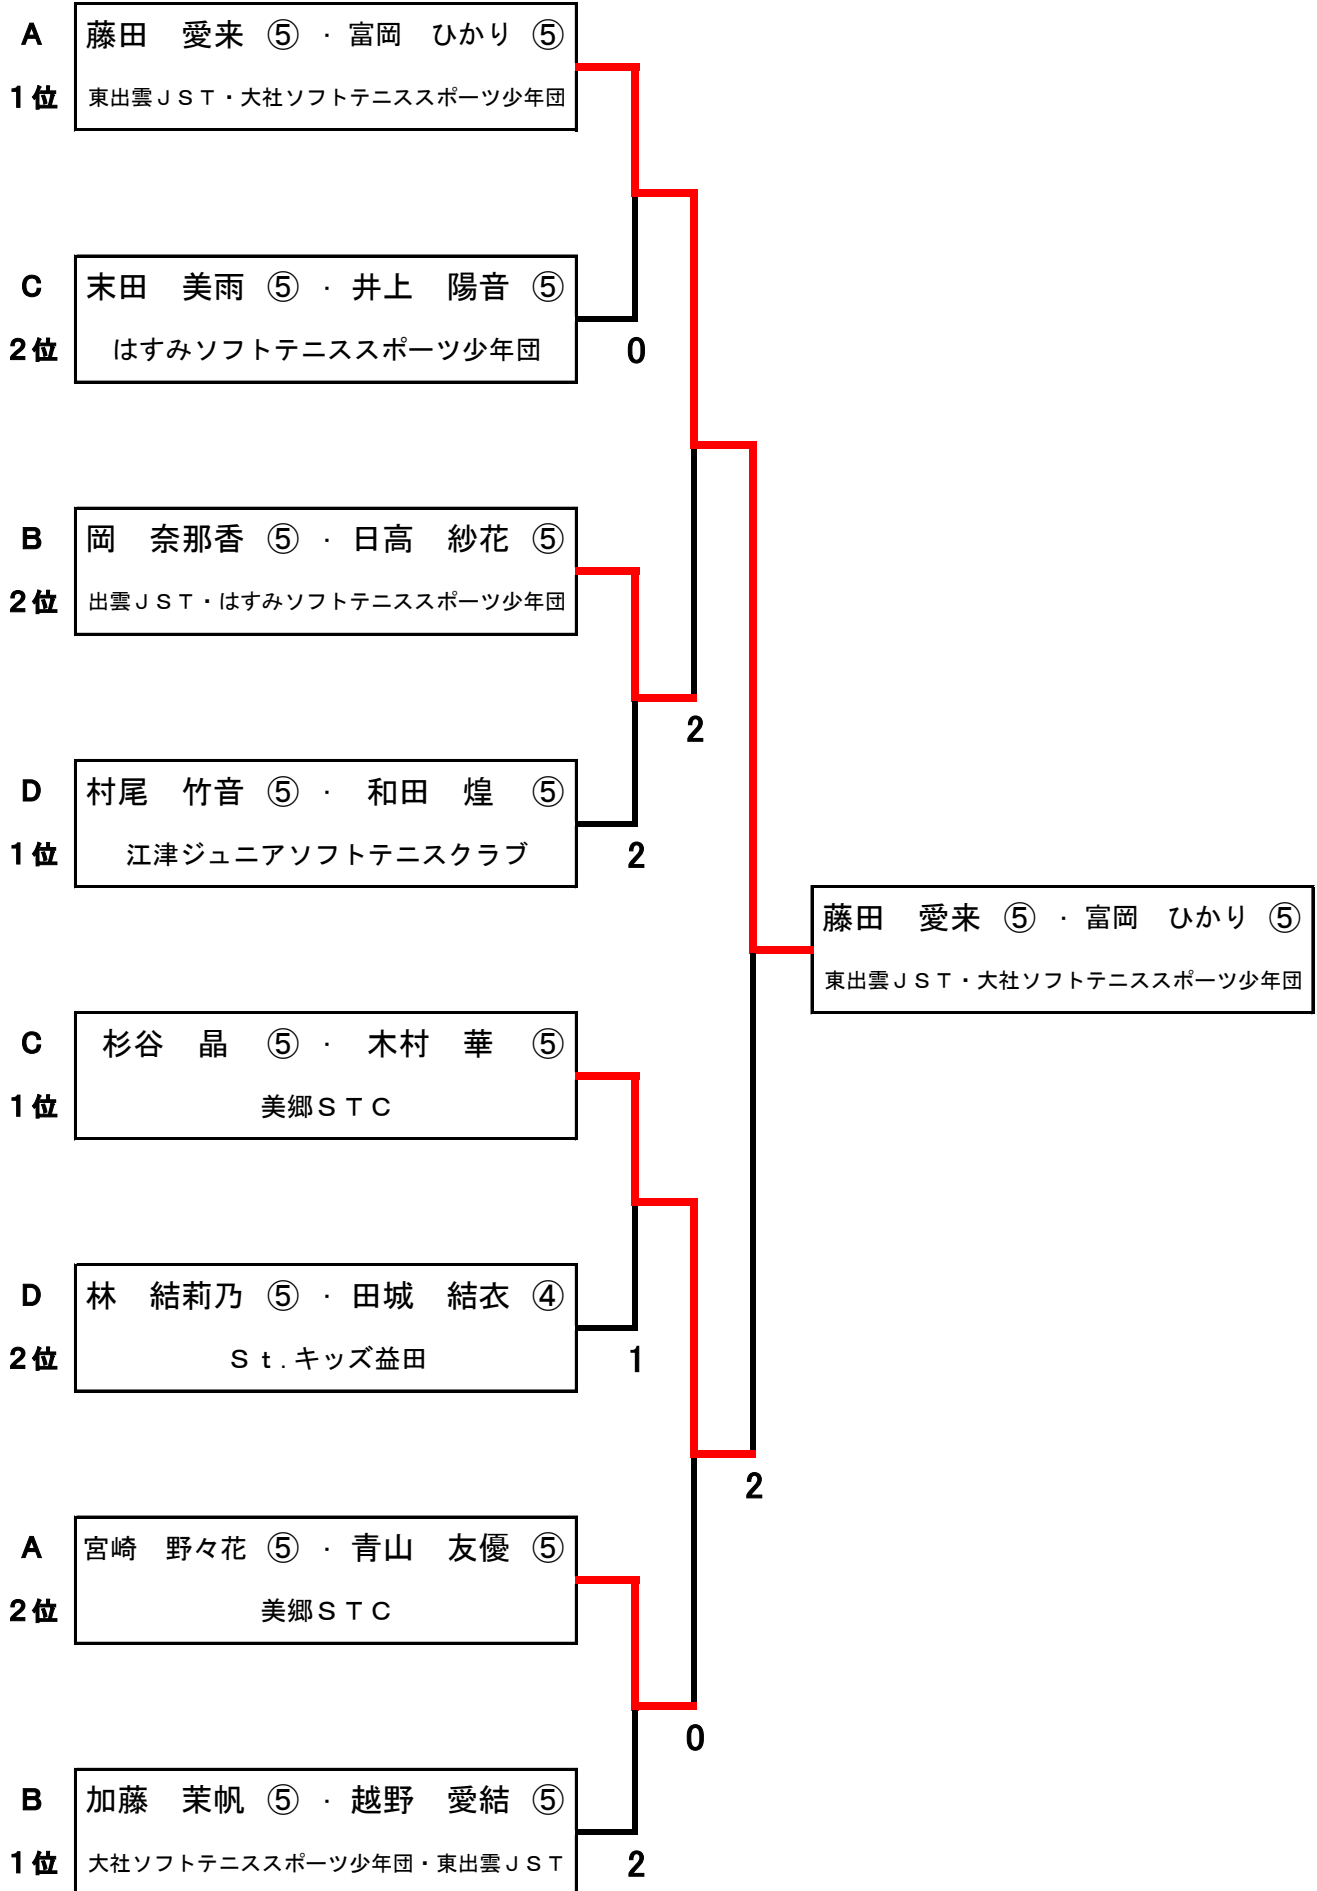 A
藤田　愛来 ⑤ ・ 富岡　ひかり ⑤
1位
東出雲ＪＳＴ・大社ソフトテニススポーツ少年団
C
末田　美雨 ⑤ ・ 井上　陽音 ⑤
2位
はすみソフトテニススポーツ少年団
0
B
岡　奈那香 ⑤ ・ 日高　紗花 ⑤
2位
出雲ＪＳＴ・はすみソフトテニススポーツ少年団
2
D
村尾　竹音 ⑤ ・ 和田　煌 ⑤
1位
江津ジュニアソフトテニスクラブ
2
藤田　愛来 ⑤ ・ 富岡　ひかり ⑤
東出雲ＪＳＴ・大社ソフトテニススポーツ少年団
C
杉谷　晶 ⑤ ・ 木村　華 ⑤
1位
美郷ＳＴＣ
D
林　結莉乃 ⑤ ・ 田城　結衣 ④
2位
Ｓｔ．キッズ益田
1
2
A
宮崎　野々花 ⑤ ・ 青山　友優 ⑤
2位
美郷ＳＴＣ
0
B
加藤　茉帆 ⑤ ・ 越野　愛結 ⑤
1位
大社ソフトテニススポーツ少年団・東出雲ＪＳＴ
2